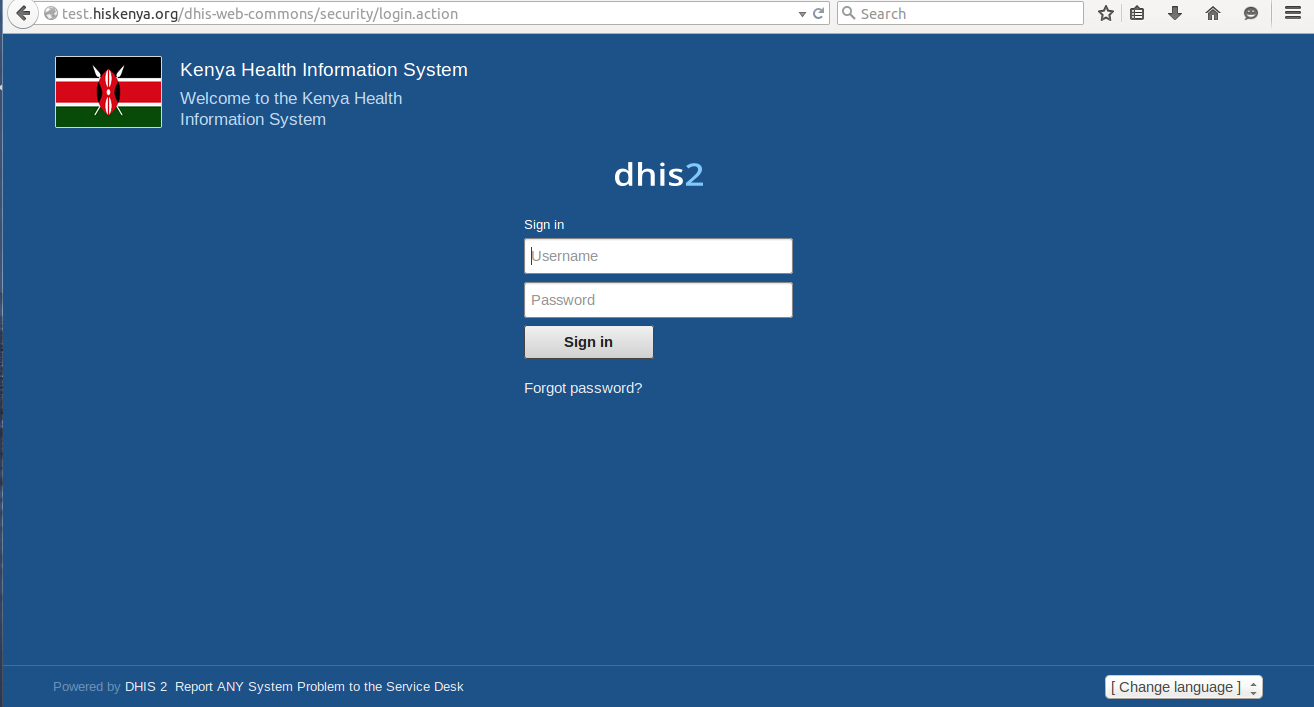 test.hiskenya.org/dhis-web-commons/security/login.action
Search
Kenya Health Information System
Welcome to the Kenya Health
Information System
dhis2
Sign in
Username
Password
Sign in
Forgot password?
Powered by DHIS 2 Report ANY System Problem to the Service Desk
[ Change language ]